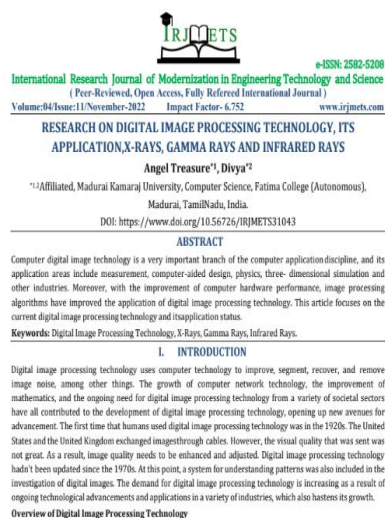 IRJMETS
e-ISSN: 2582-5208
International Research Journal of Modernization in Engineering Technology and Science
( Peer-Reviewed, Open Access, Fully Refereed International Journal )
Volume:04/Issue:11/November-2022 Impact Factor- 6.752 www.irjmets.com
RESEARCH ON DIGITAL IMAGE PROCESSING TECHNOLOGY, ITS
APPLICATION,X-RAYS, GAMMA RAYS AND INFRARED RAYS
Angel Treasure*1, Divya*2
*1,2Affiliated, Madurai Kamaraj University, Computer Science, Fatima College (Autonomous),
Madurai, TamilNadu, India.
DOI: https://www.doi.org/10.56726/IRJMETS31043
ABSTRACT
Computer digital image technology is a very important branch of the computer application discipline, and its
application areas include measurement, computer-aided design, physics, three- dimensional simulation and
other industries. Moreover, with the improvement of computer hardware performance, image processing
algorithms have improved the application of digital image processing technology. This article focuses on the
current digital image processing technology and itsapplication status.
Keywords: Digital Image Processing Technology, X-Rays, Gamma Rays, Infrared Rays.
I. INTRODUCTION
Digital image processing technology uses computer technology to improve, segment, recover, and remove
image noise, among other things. The growth of computer network technology, the improvement of
mathematics, and the ongoing need for digital image processing technology from a variety of societal sectors
have all contributed to the development of digital image processing technology, opening up new avenues for
advancement. The first time that humans used digital image technology was in the 1920s. The United
States and the United Kingdom exchanged imagesthrough cables. However, the visual quality that was sent was
not great. As a result, image quality needs to be enhanced and adjusted. Digital image processing technology
hadn't been updated since the 1970s. At this point, a system for understanding patterns was also included in the
investigation of digital images. The demand for digital image processing technology is increasing as a result of
ongoing technological advancements and applications in a variety of industries, which also hastens its growth.
Overview of Digital Image Processing Technology